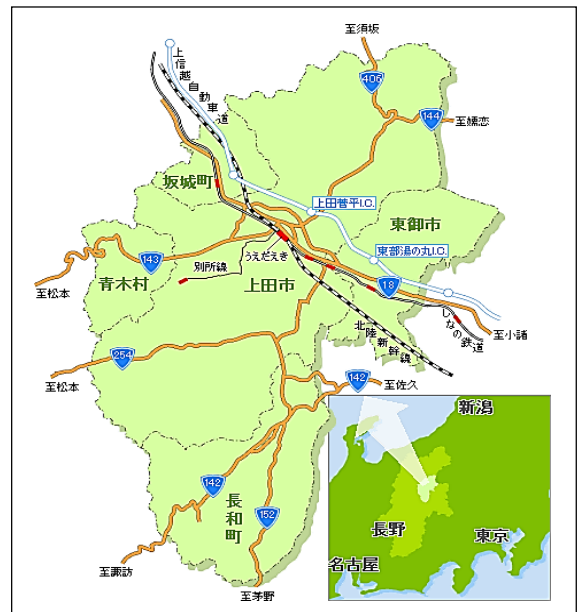 至須坂
上信越自動車道
406
144
至嬬恋
坂城町
上田菅平I.C.
東御市
東部湯の丸I.C.
うえだえき
143
別所線
青木村
上田市
18
至松本
北陸新幹線
しなの鉄道
至小諸
254
至松本
142
至佐久
新潟
142
長和町
152
長野
東京
名古屋
至諏訪
至茅野